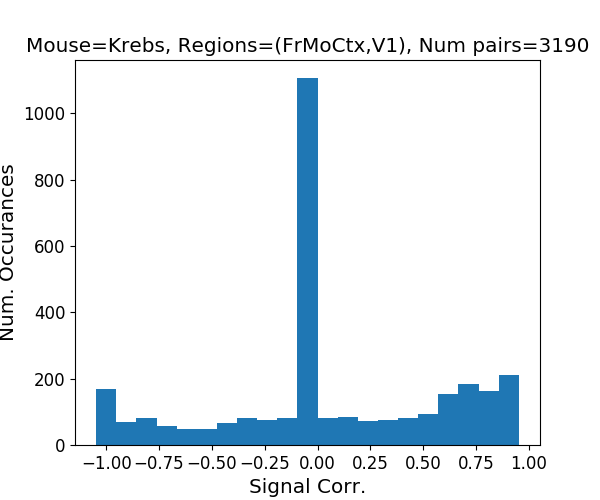 Mouse=Krebs, Regions=(FrMoCtx,V1), Num pairs=3190
Num. Occurances
1000
800
600
400
200
0
−1.00 −0.75 −0.50 −0.25 0.00 0.25 0.50 0.75 1.00
Signal Corr.